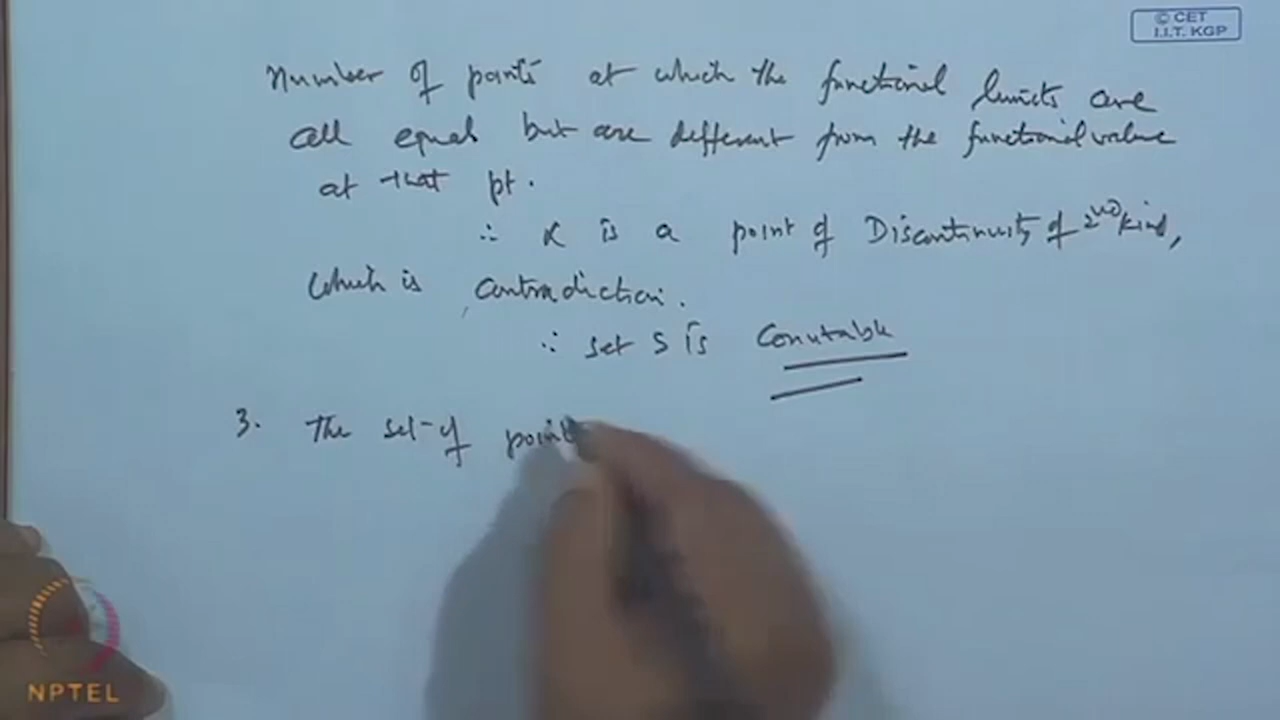 © CET
I.I.T. KGP
Number of points at which the functional limits are
all equal but are different from the functional value
at that pt.
∴ α is a point of Discontinuity of 2nd kind,
which is contradiction.
∴ set S is Conutable
3. The set of point
NPTEL